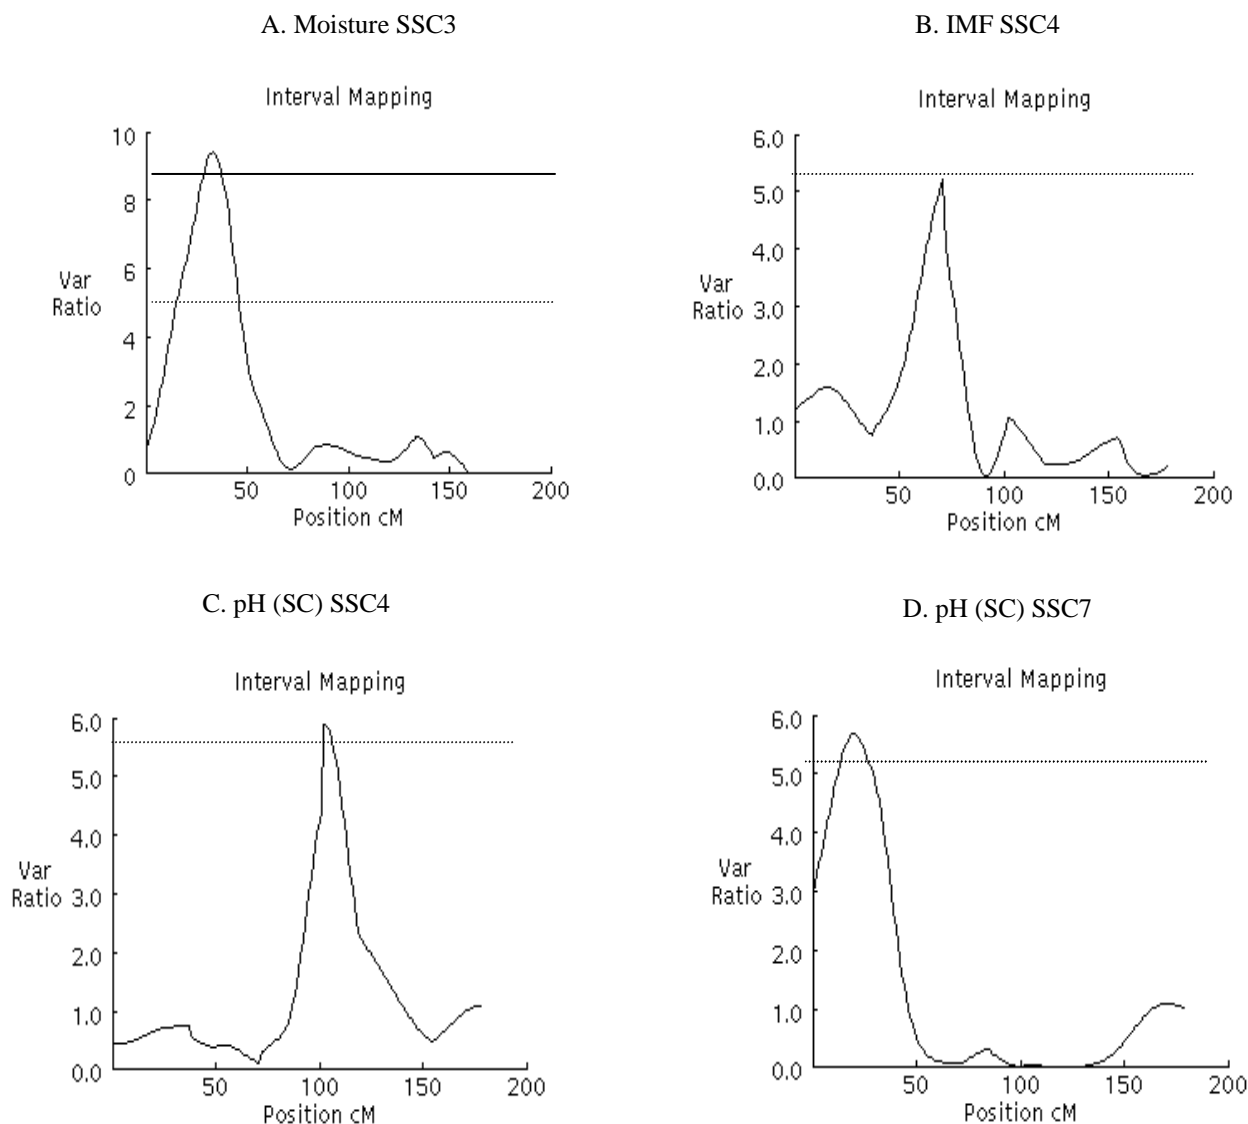 A. Moisture SSC3
Interval Mapping
10
8
6
4
2
0
Var
Ratio
50
100
150
200
Position cM
B. IMF SSC4
Interval Mapping
6.0
5.0
4.0
3.0
2.0
1.0
0.0
Var
Ratio
50
100
150
200
Position cM
C. pH (SC) SSC4
Interval Mapping
6.0
5.0
4.0
3.0
2.0
1.0
0.0
Var
Ratio
50
100
150
200
Position cM
D. pH (SC) SSC7
Interval Mapping
6.0
5.0
4.0
3.0
2.0
1.0
0.0
Var
Ratio
50
100
150
200
Position cM